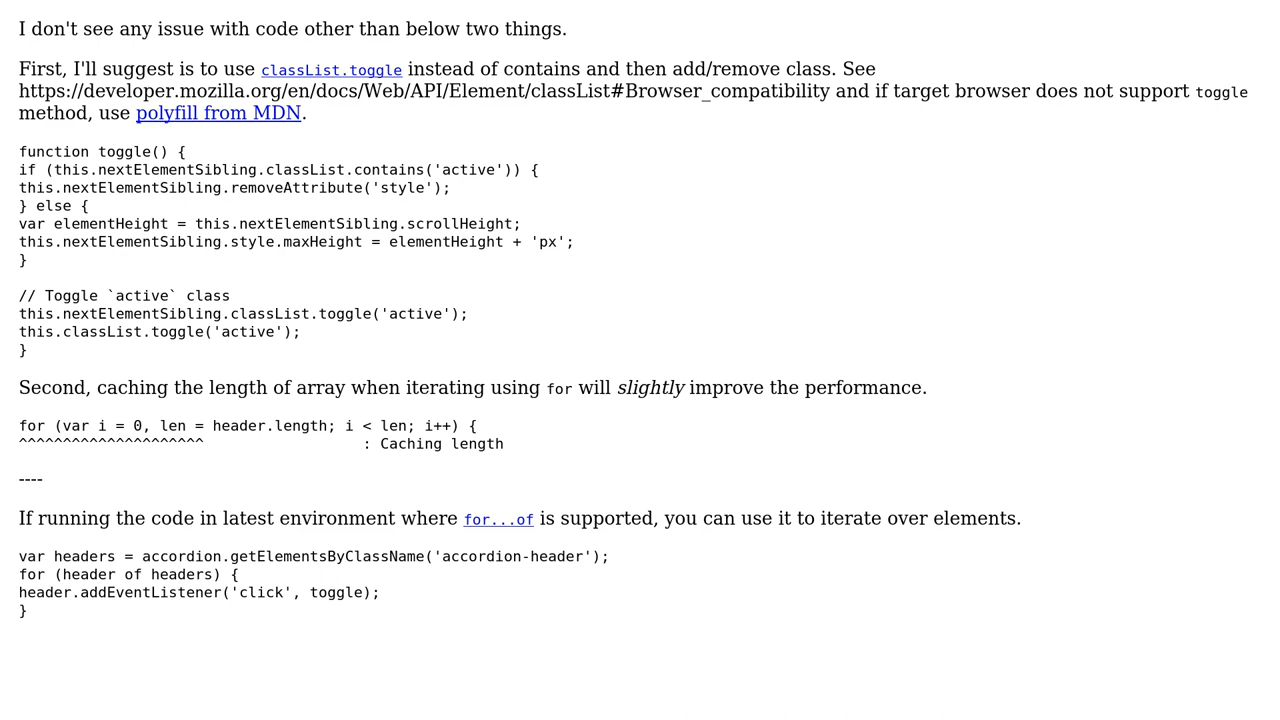 I don't see any issue with code other than below two things.
First, I'll suggest is to use classList.toggle instead of contains and then add/remove class. See
https://developer.mozilla.org/en/docs/Web/API/Element/classList#Browser_compatibility and if target browser does not support toggle
method, use polyfill from MDN.
function toggle() {
if (this.nextElementSibling.classList.contains('active')) {
this.nextElementSibling.removeAttribute('style');
} else {
var elementHeight = this.nextElementSibling.scrollHeight;
this.nextElementSibling.style.maxHeight = elementHeight + 'px';
}
// Toggle `active` class
this.nextElementSibling.classList.toggle('active');
this.classList.toggle('active');
}
Second, caching the length of array when iterating using for will slightly improve the performance.
for (var i = 0, len = header.length; i < len; i++) {
^^^^^^^^^^^^^^^^^^^^^ : Caching length
----
If running the code in latest environment where for...of is supported, you can use it to iterate over elements.
var headers = accordion.getElementsByClassName('accordion-header');
for (header of headers) {
header.addEventListener('click', toggle);
}